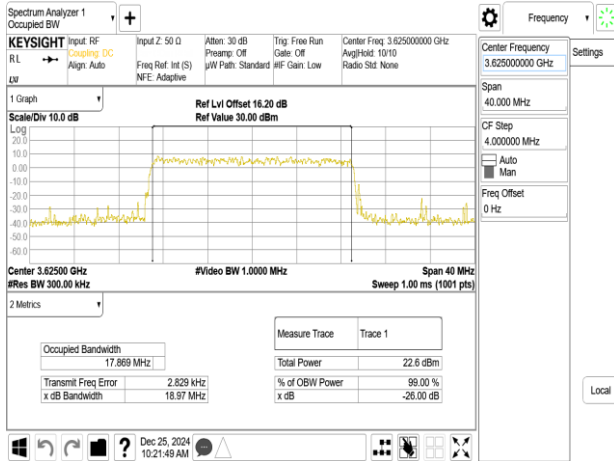 Spectrum Analyzer 1
Occupied BW
Frequency
KEYSIGHT
RL
LXI
Input: RF
Coupling: DC
Align: Auto
Input Z: 50 Ω
Freq Ref: Int (S)
NFE: Adaptive
Atten: 30 dB
Preamp: Off
µW Path: Standard
Trig: Free Run
Gate: Off
#IF Gain: Low
Center Freq: 3.625000000 GHz
Avg|Hold: 10/10
Radio Std: None
Center Frequency
3.625000000 GHz
Settings
Span
40.000 MHz
CF Step
4.000000 MHz
Auto
Man
Freq Offset
0 Hz
Local
1 Graph
Scale/Div 10.0 dB
Ref Lvl Offset 16.20 dB
Ref Value 30.00 dBm
Log
20.0
10.0
0.00
-10.0
-20.0
-30.0
-40.0
-50.0
-60.0
Center 3.62500 GHz
#Res BW 300.00 kHz
#Video BW 1.0000 MHz
Span 40 MHz
Sweep 1.00 ms (1001 pts)
2 Metrics
Occupied Bandwidth
17.869 MHz
Transmit Freq Error 2.829 kHz
x dB Bandwidth 18.97 MHz
Measure Trace Trace 1
Total Power 22.6 dBm
% of OBW Power 99.00 %
x dB -26.00 dB
Dec 25, 2024
10:21:49 AM